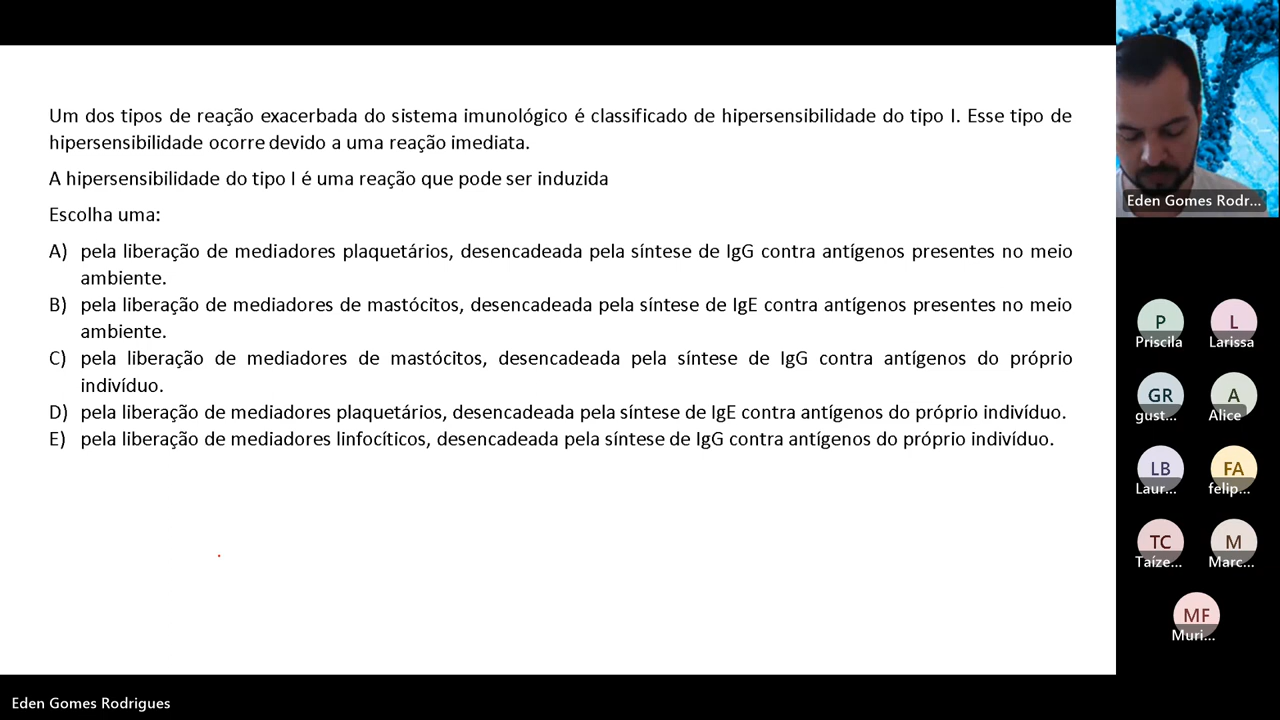 Um dos tipos de reação exacerbada do sistema imunológico é classificado de hipersensibilidade do tipo I. Esse tipo de
hipersensibilidade ocorre devido a uma reação imediata.
A hipersensibilidade do tipo I é uma reação que pode ser induzida
Escolha uma:
A) pela liberação de mediadores plaquetários, desencadeada pela síntese de IgG contra antígenos presentes no meio
ambiente.
B) pela liberação de mediadores de mastócitos, desencadeada pela síntese de IgE contra antígenos presentes no meio
ambiente.
C) pela liberação de mediadores de mastócitos, desencadeada pela síntese de IgG contra antígenos do próprio
indivíduo.
D) pela liberação de mediadores plaquetários, desencadeada pela síntese de IgE contra antígenos do próprio indivíduo.
E) pela liberação de mediadores linfocíticos, desencadeada pela síntese de IgG contra antígenos do próprio indivíduo.
Eden Gomes Rodr...
P L
Priscila Larissa
GR A
gust... Alice
LB FA
Laur... felip...
TC M
Taíze... Marc...
MF
Muri...
Eden Gomes Rodrigues